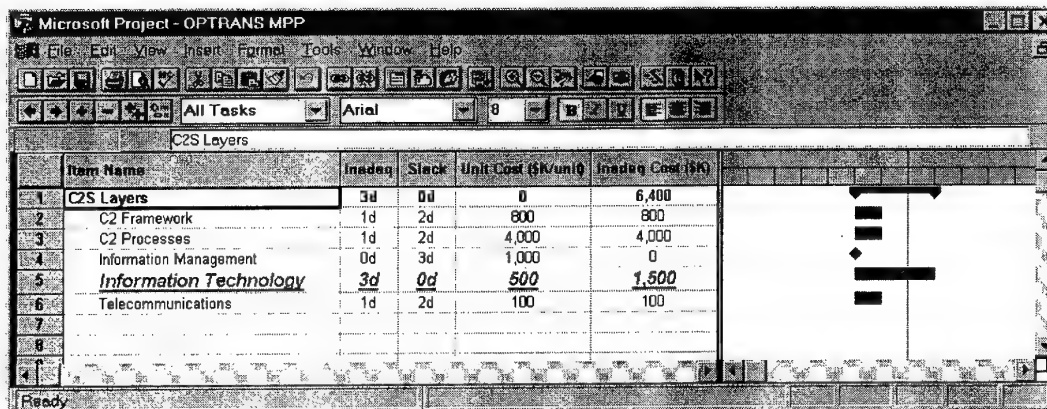 Microsoft Project - OPTRANS MPP
File Edit View Insert Format Tools Window Help
All Tasks Arial 8 B I U
C2S Layers
Item Name Inadeq Slack Unit Cost ($K/unit) Inadeq Cost ($K)
1 C2S Layers 3d 0d 0 6,400
2 C2 Framework 1d 2d 800 800
3 C2 Processes 1d 2d 4,000 4,000
4 Information Management 0d 3d 1,000 0
5 Information Technology 3d 0d 500 1,500
6 Telecommunications 1d 2d 100 100
7
8
Ready